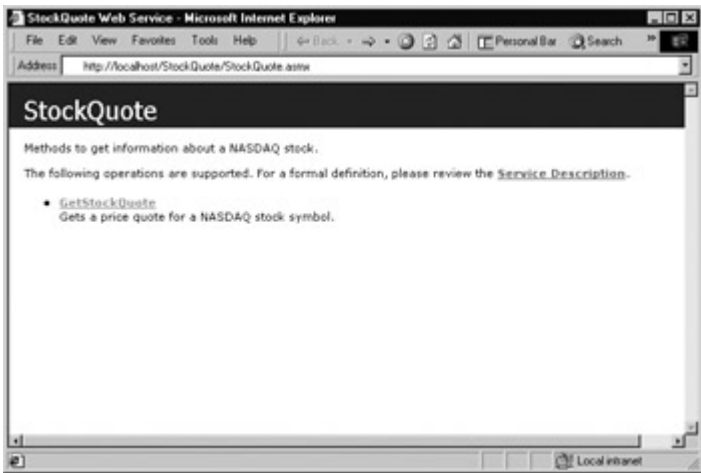 StockQuote Web Service - Microsoft Internet Explorer
File Edit View Favorites Tools Help Back Personal Bar Search »
Address http://localhost/StockQuote/StockQuote.asmx
StockQuote
Methods to get information about a NASDAQ stock.
The following operations are supported. For a formal definition, please review the Service Description.
• GetStockQuote
Gets a price quote for a NASDAQ stock symbol.
Local intranet